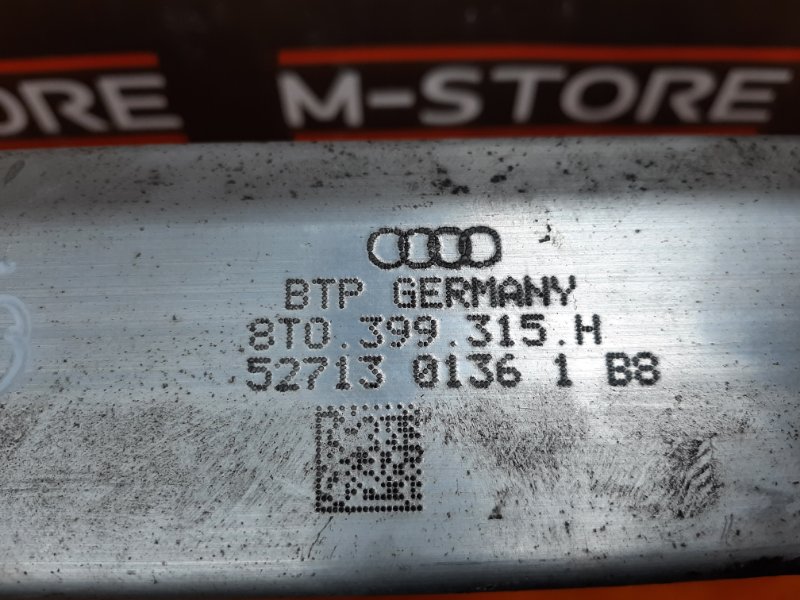 ORE
M-STORE
BTP GERMANY
8T0.399.315.H
52713 0136 1 B8